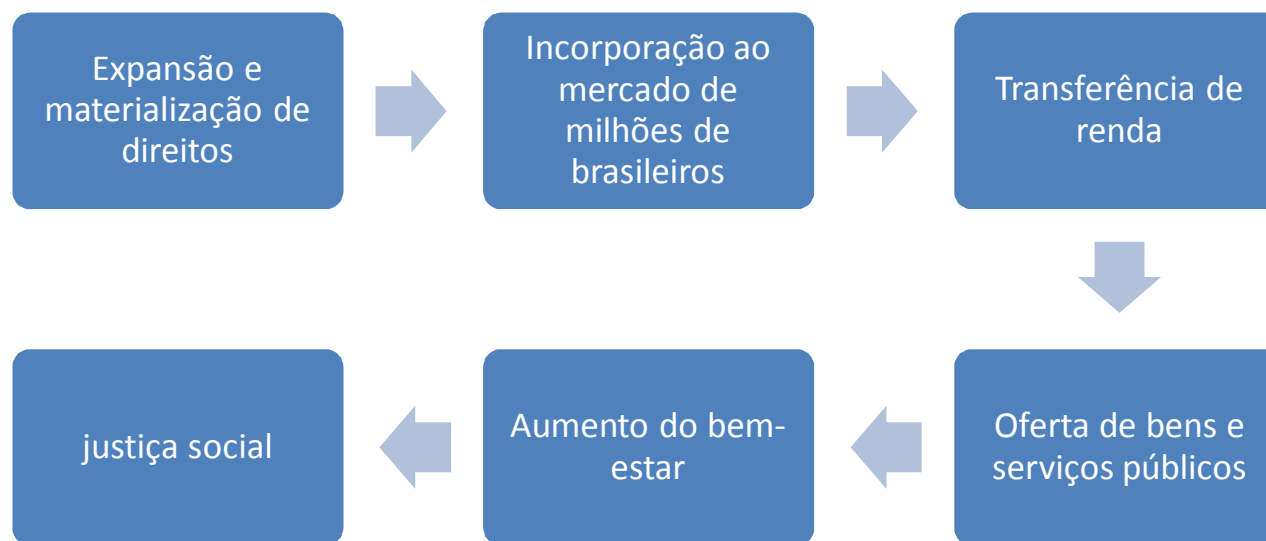 Expansão e
materialização de
direitos
Incorporação ao
mercado de
milhões de
brasileiros
Transferência de
renda
Oferta de bens e
serviços públicos
Aumento do bem-
estar
justiça social